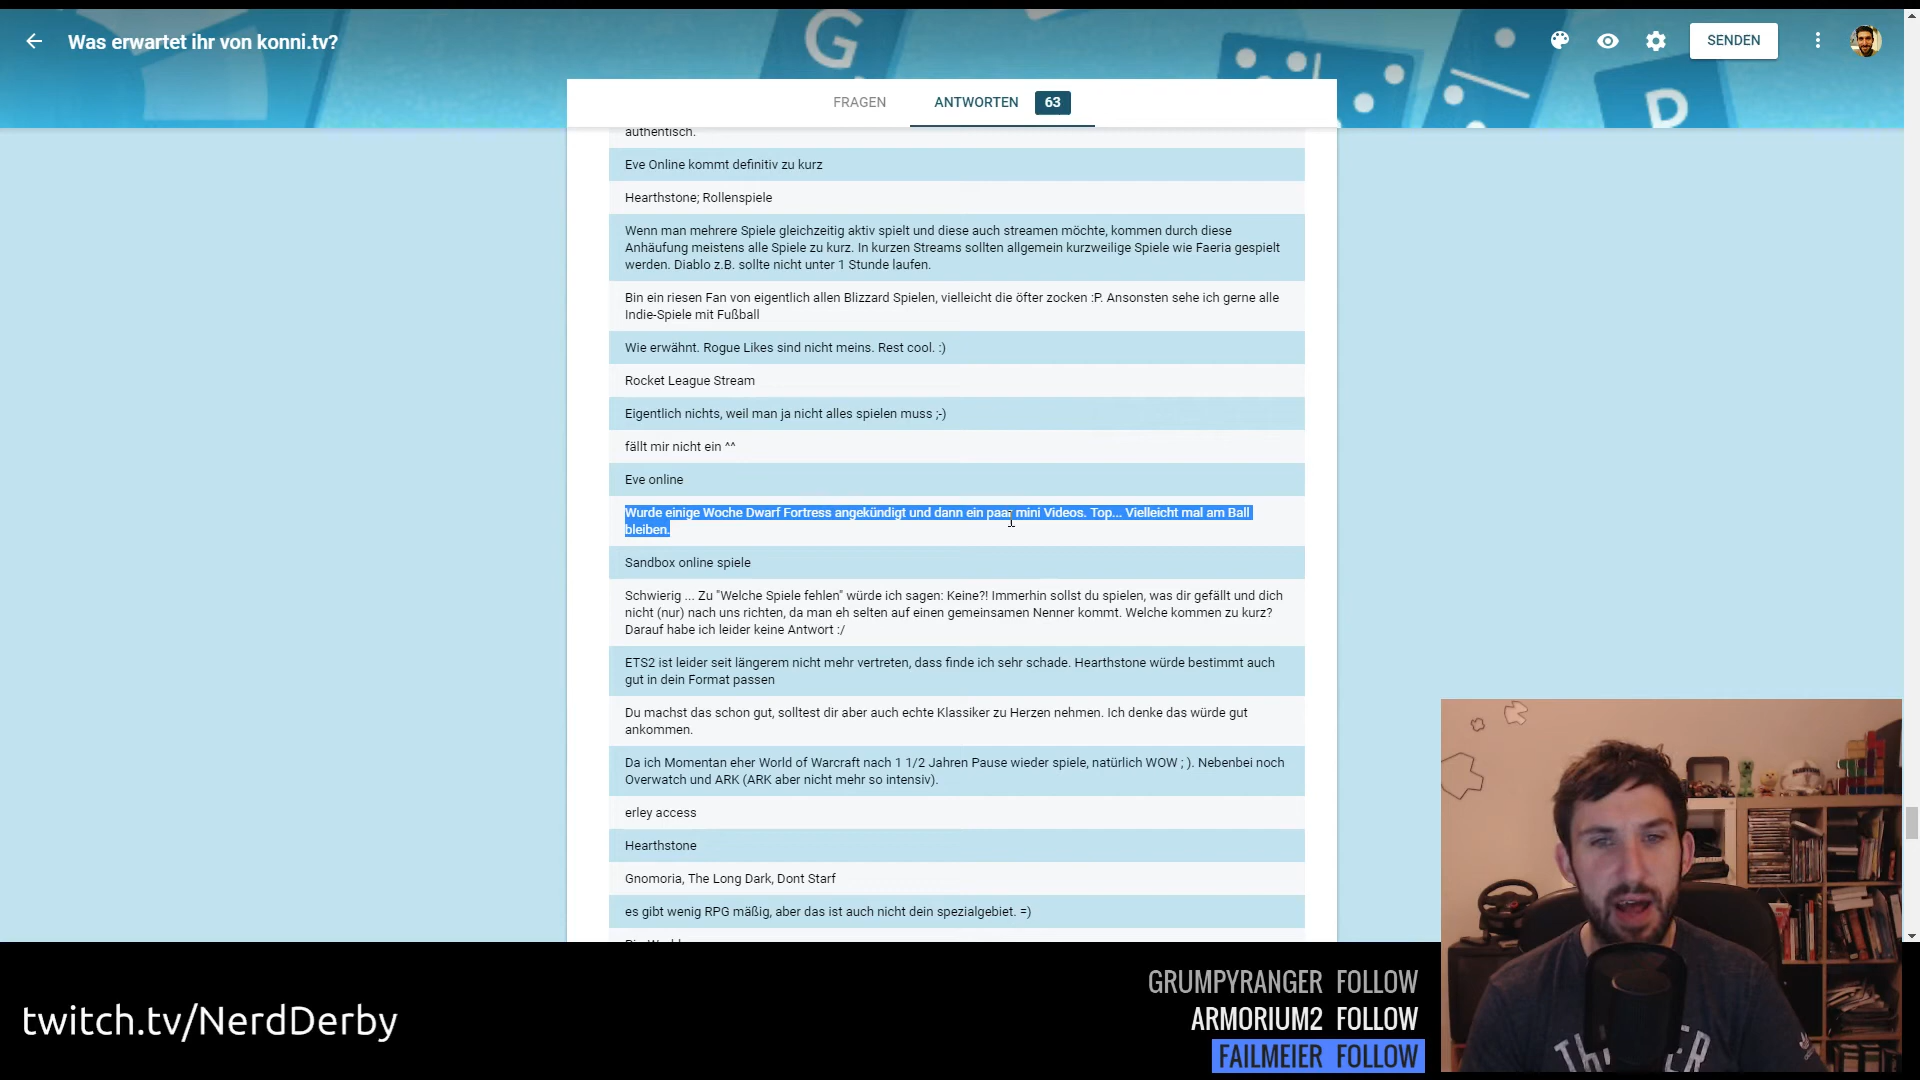 Was erwartet ihr von konni.tv?
SENDEN
FRAGEN
ANTWORTEN 63
authentisch.
Eve Online kommt definitiv zu kurz
Hearthstone; Rollenspiele
Wenn man mehrere Spiele gleichzeitig aktiv spielt und diese auch streamen möchte, kommen durch diese
Anhäufung meistens alle Spiele zu kurz. In kurzen Streams sollten allgemein kurzweilige Spiele wie Faeria gespielt
werden. Diablo z.B. sollte nicht unter 1 Stunde laufen.
Bin ein riesen Fan von eigentlich allen Blizzard Spielen, vielleicht die öfter zocken :P. Ansonsten sehe ich gerne alle
Indie-Spiele mit Fußball
Wie erwähnt. Rogue Likes sind nicht meins. Rest cool. :)
Rocket League Stream
Eigentlich nichts, weil man ja nicht alles spielen muss ;-)
fällt mir nicht ein ^^
Eve online
Wurde einige Woche Dwarf Fortress angekündigt und dann ein paar mini Videos. Top... Vielleicht mal am Ball
bleiben.
Sandbox online spiele
Schwierig ... Zu "Welche Spiele fehlen" würde ich sagen: Keine?! Immerhin sollst du spielen, was dir gefällt und dich
nicht (nur) nach uns richten, da man eh selten auf einen gemeinsamen Nenner kommt. Welche kommen zu kurz?
Darauf habe ich leider keine Antwort :/
ETS2 ist leider seit längerem nicht mehr vertreten, dass finde ich sehr schade. Hearthstone würde bestimmt auch
gut in dein Format passen
Du machst das schon gut, solltest dir aber auch echte Klassiker zu Herzen nehmen. Ich denke das würde gut
ankommen.
Da ich Momentan eher World of Warcraft nach 1 1/2 Jahren Pause wieder spiele, natürlich WOW ; ). Nebenbei noch
Overwatch und ARK (ARK aber nicht mehr so intensiv).
erley access
Hearthstone
Gnomoria, The Long Dark, Dont Starf
es gibt wenig RPG mäßig, aber das ist auch nicht dein spezialgebiet. =)
twitch.tv/NerdDerby
GRUMPYRANGER FOLLOW
ARMORIUM2 FOLLOW
FAILMEIER FOLLOW